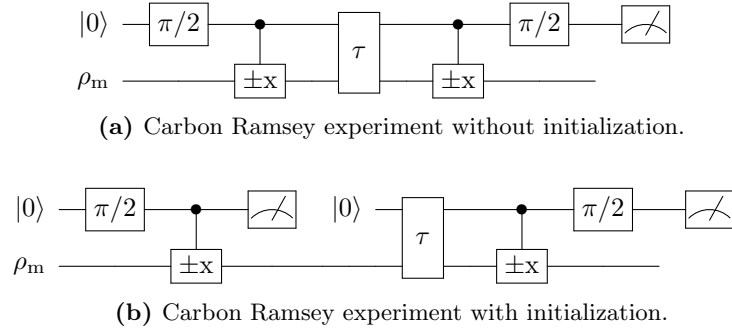 |0⟩ π/2 τ π/2
ρm ±x ±x
(a) Carbon Ramsey experiment without initialization.
|0⟩ π/2 |0⟩ τ π/2
ρm ±x ±x
(b) Carbon Ramsey experiment with initialization.